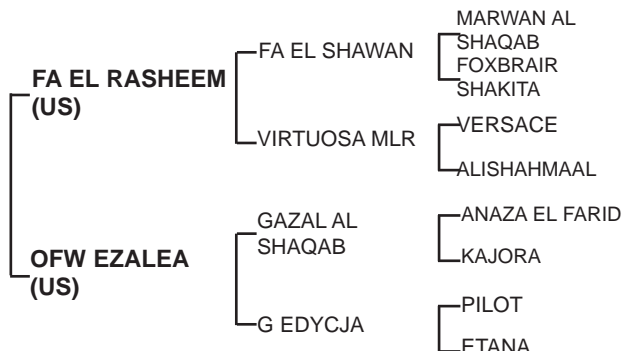 FA EL RASHEEM
(US)
OFW EZALEA
(US)
FA EL SHAWAN
VIRTUOSA MLR
GAZAL AL
SHAQAB
G EDYCJA
MARWAN AL
SHAQAB
FOXBRAIR
SHAKITA
VERSACE
ALISHAHMAAL
ANAZA EL FARID
KAJORA
PILOT
ETANA